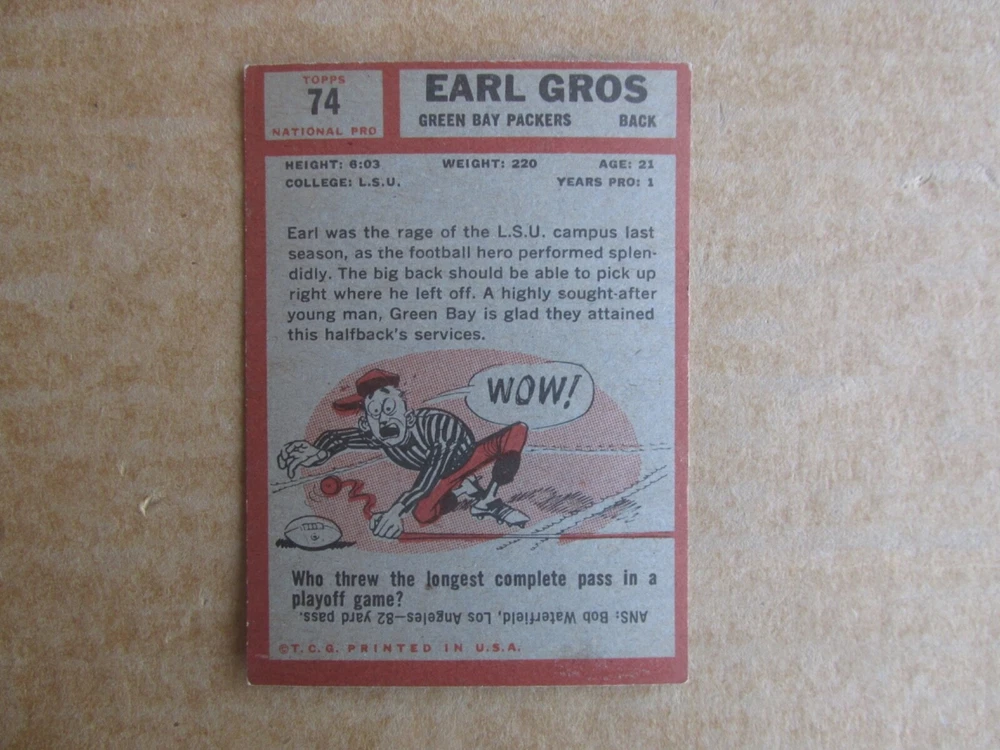 TOPPS
74
NATIONAL PRO
EARL GROS
GREEN BAY PACKERS BACK
HEIGHT: 6:03 WEIGHT: 220 AGE: 21
COLLEGE: L.S.U. YEARS PRO: 1
Earl was the rage of the L.S.U. campus last
season, as the football hero performed splen-
didly. The big back should be able to pick up
right where he left off. A highly sought-after
young man, Green Bay is glad they attained
this halfback's services.
WOW!
Who threw the longest complete pass in a
playoff game?
ANS: Bob Waterfield, Los Angeles—82 yard pass.
©T.C.G. PRINTED IN U.S.A.